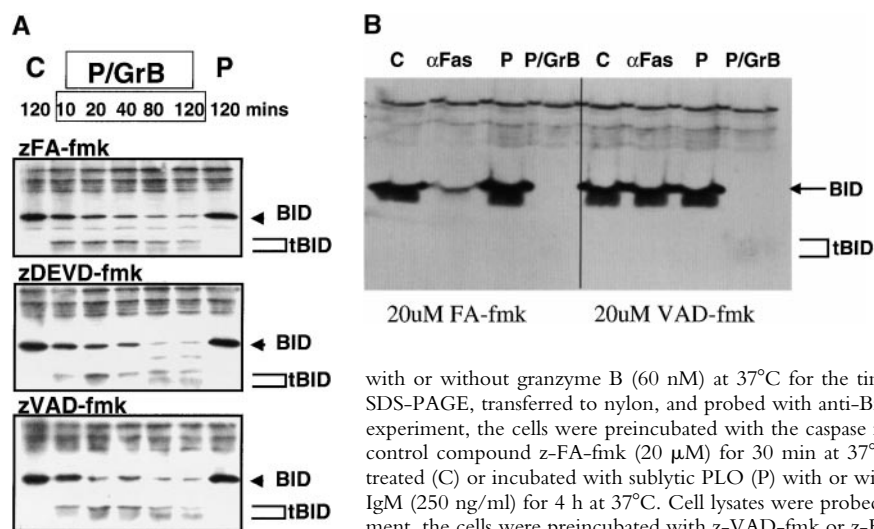 A
C P/GrB P
120 10 20 40 80 120 120 mins
zFA-fmk
BID
tBID
zDEVD-fmk
BID
tBID
zVAD-fmk
BID
tBID
B
C αFas P P/GrB C αFas P P/GrB
BID
tBID
20uM FA-fmk 20uM VAD-fmk
with or without granzyme B (60 nM) at 37°C for the
SDS-PAGE, transferred to nylon, and probed with
experiment, the cells were preincubated with the caspase
control compound z-FA-fmk (20 μM) for 30 min at
treated (C) or incubated with sublytic PLO (P) with or
IgM (250 ng/ml) for 4 h at 37°C. Cell lysates were probed
ment, the cells were preincubated with z-VAD-fmk or